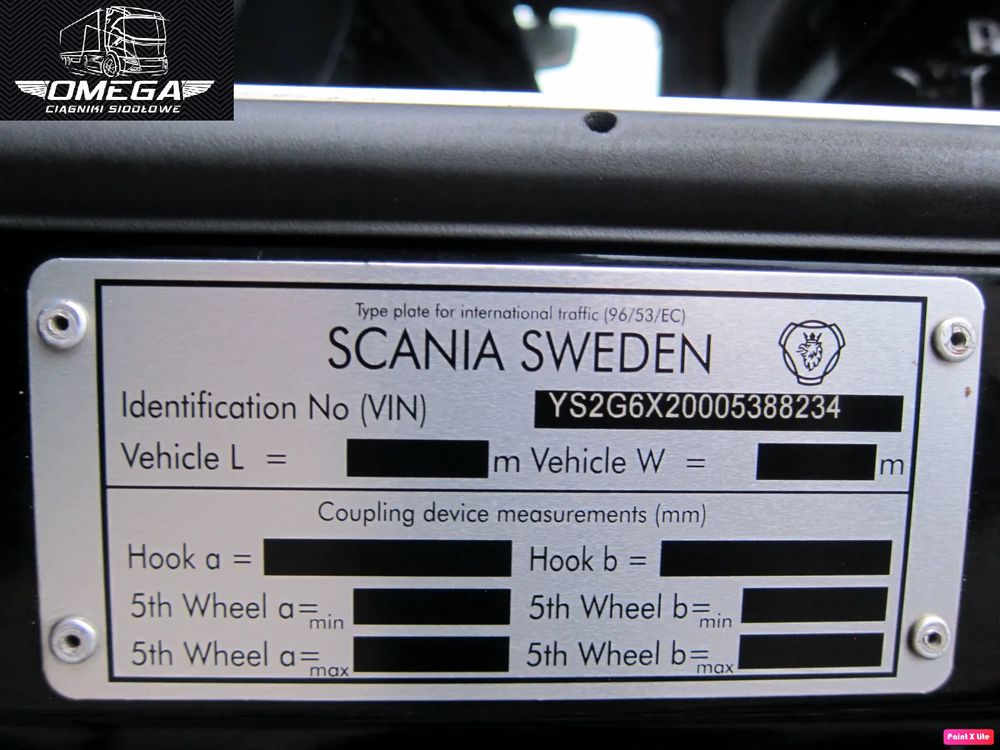 OMEGA
CIĄGNIKI SIODŁOWE
Type plate for international traffic (96/53/EC)
SCANIA SWEDEN
Identification No (VIN) YS2G6X20005388234
Vehicle L = m Vehicle W = m
Coupling device measurements (mm)
Hook a = Hook b =
5th Wheel a=min 5th Wheel b=min
5th Wheel a=max 5th Wheel b=max
Paint X Lite